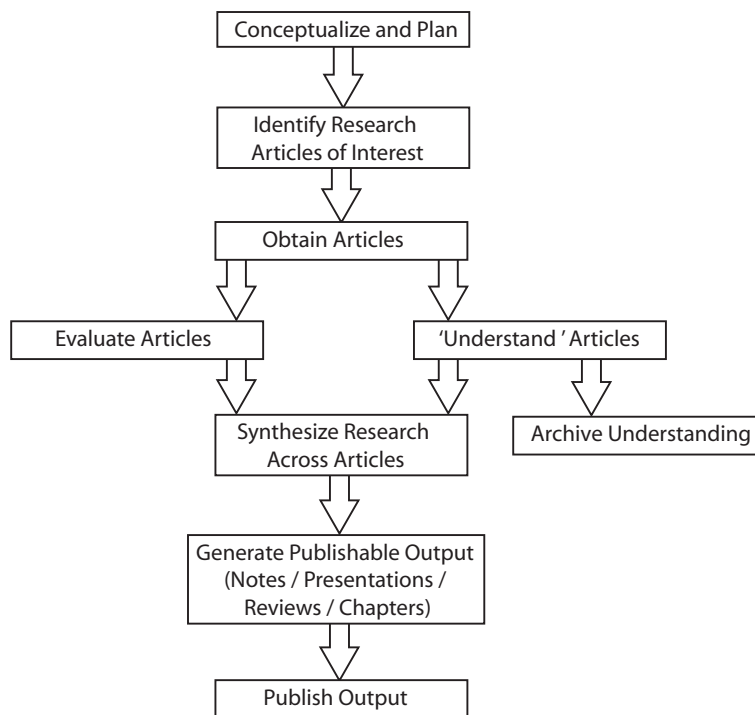 Conceptualize and Plan
Identify Research
Articles of Interest
Obtain Articles
Evaluate Articles
‘Understand ’ Articles
Synthesize Research
Across Articles
Archive Understanding
Generate Publishable Output
(Notes / Presentations /
Reviews / Chapters)
Publish Output